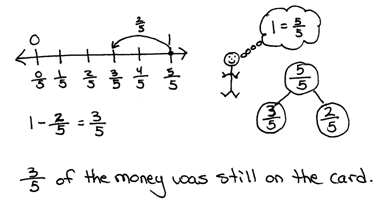 2/5
0 1
0/5 1/5 2/5 3/5 4/5 5/5
1 = 5/5
5/5
3/5 2/5
1 - 2/5 = 3/5
3/5 of the money was still on the card.